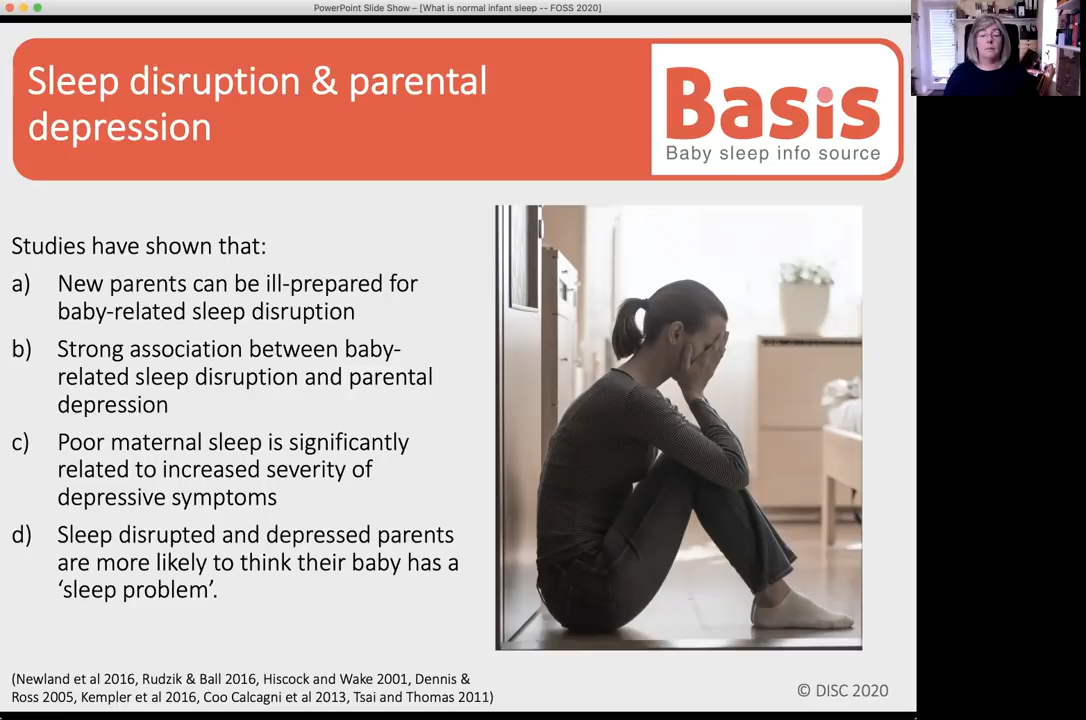 PowerPoint Slide Show – [What is normal infant sleep -- FOSS 2020]
Sleep disruption & parental
depression
Basis
Baby sleep info source
Studies have shown that:
a) New parents can be ill-prepared for
baby-related sleep disruption
b) Strong association between baby-
related sleep disruption and parental
depression
c) Poor maternal sleep is significantly
related to increased severity of
depressive symptoms
d) Sleep disrupted and depressed parents
are more likely to think their baby has a
‘sleep problem’.
(Newland et al 2016, Rudzik & Ball 2016, Hiscock and Wake 2001, Dennis &
Ross 2005, Kempler et al 2016, Coo Calcagni et al 2013, Tsai and Thomas 2011)
© DISC 2020